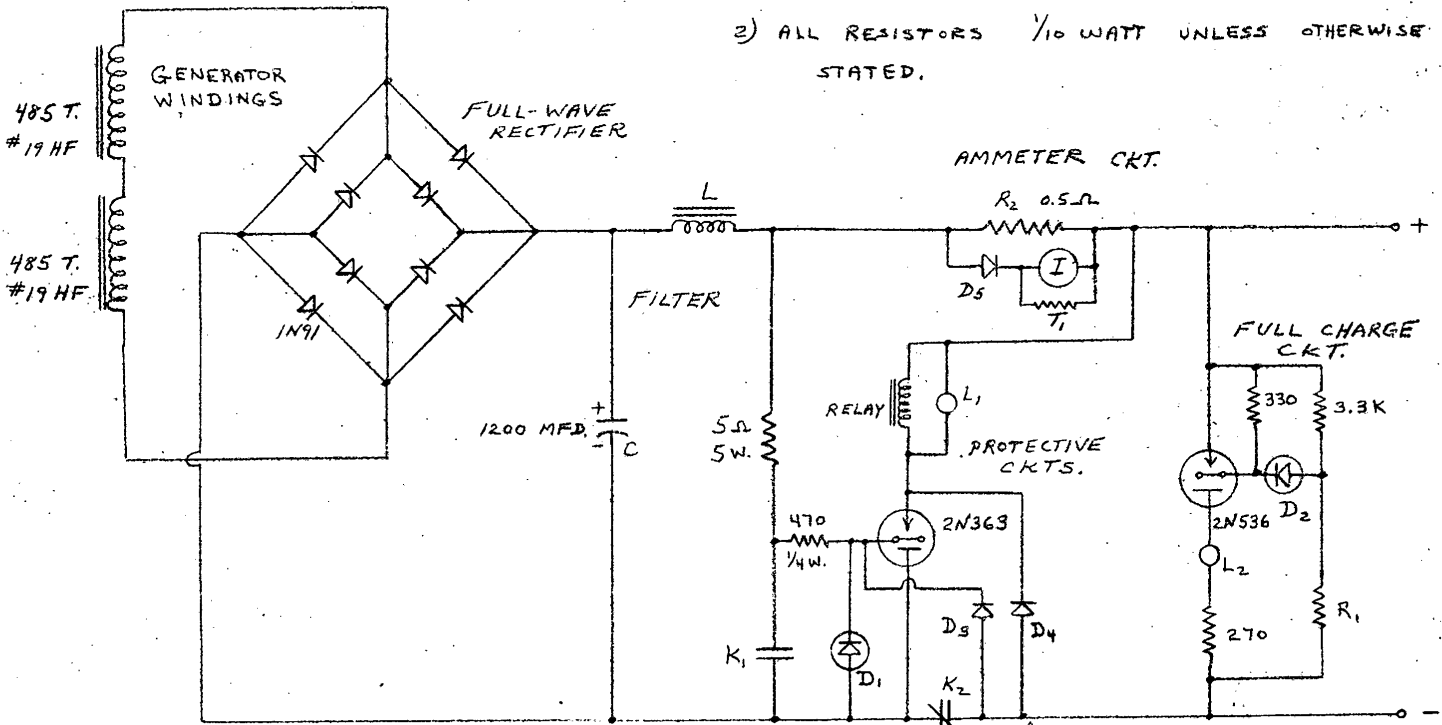 2) ALL RESISTORS 1/10 WATT UNLESS OTHERWISE
STATED.
GENERATOR
WINDINGS
485 T.
#19 HF
485 T.
#19 HF
FULL-WAVE
RECTIFIER
1N91
L
FILTER
1200 MFD.
+
-
C
AMMETER CKT.
R2 0.5Ω
D5
I
T1
+
RELAY
L1
5Ω
5W.
PROTECTIVE
CKTS.
470
1/4W.
2N363
K1
D1
D3
D4
K2
FULL CHARGE
CKT.
330
3.3K
2N536
D2
L2
270
R1
-